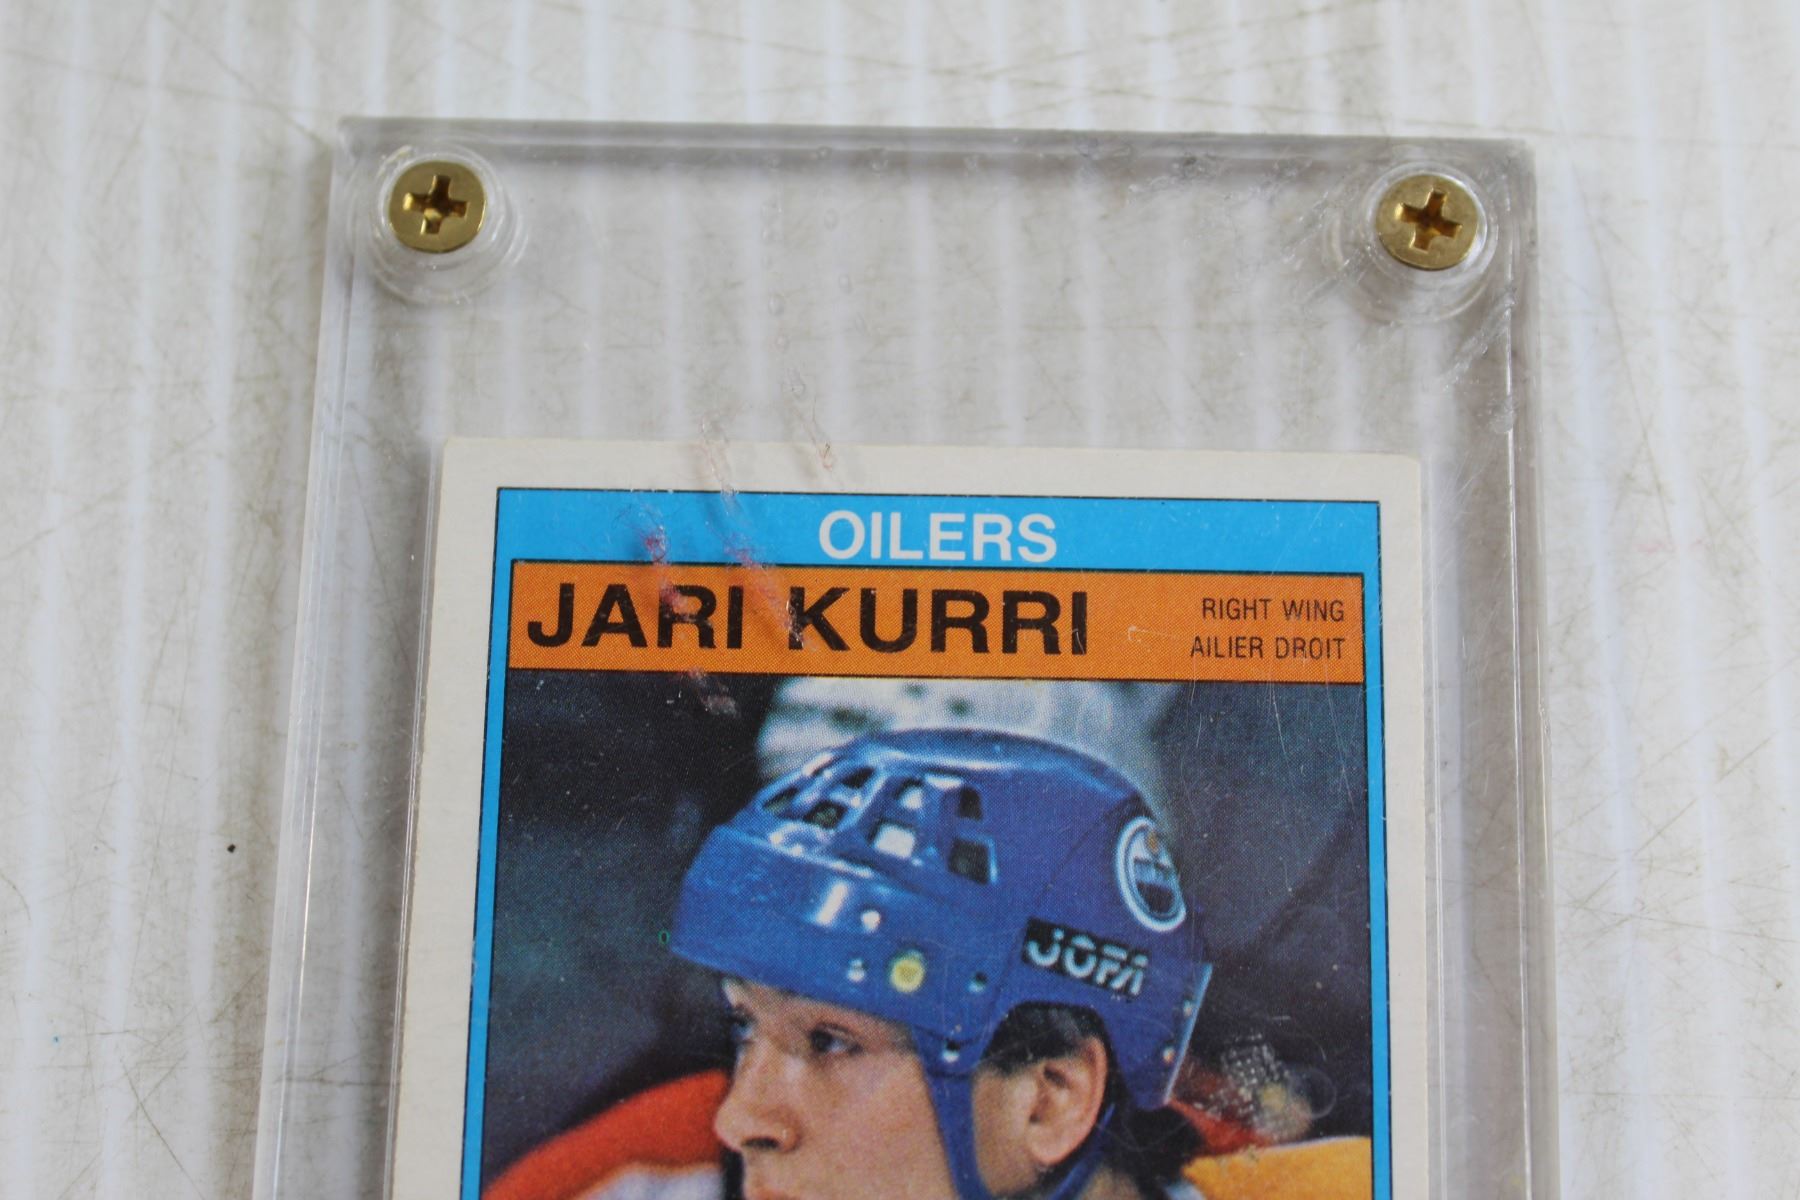 OILERS
JARI KURRI
RIGHT WING
AILIER DROIT
JOFA